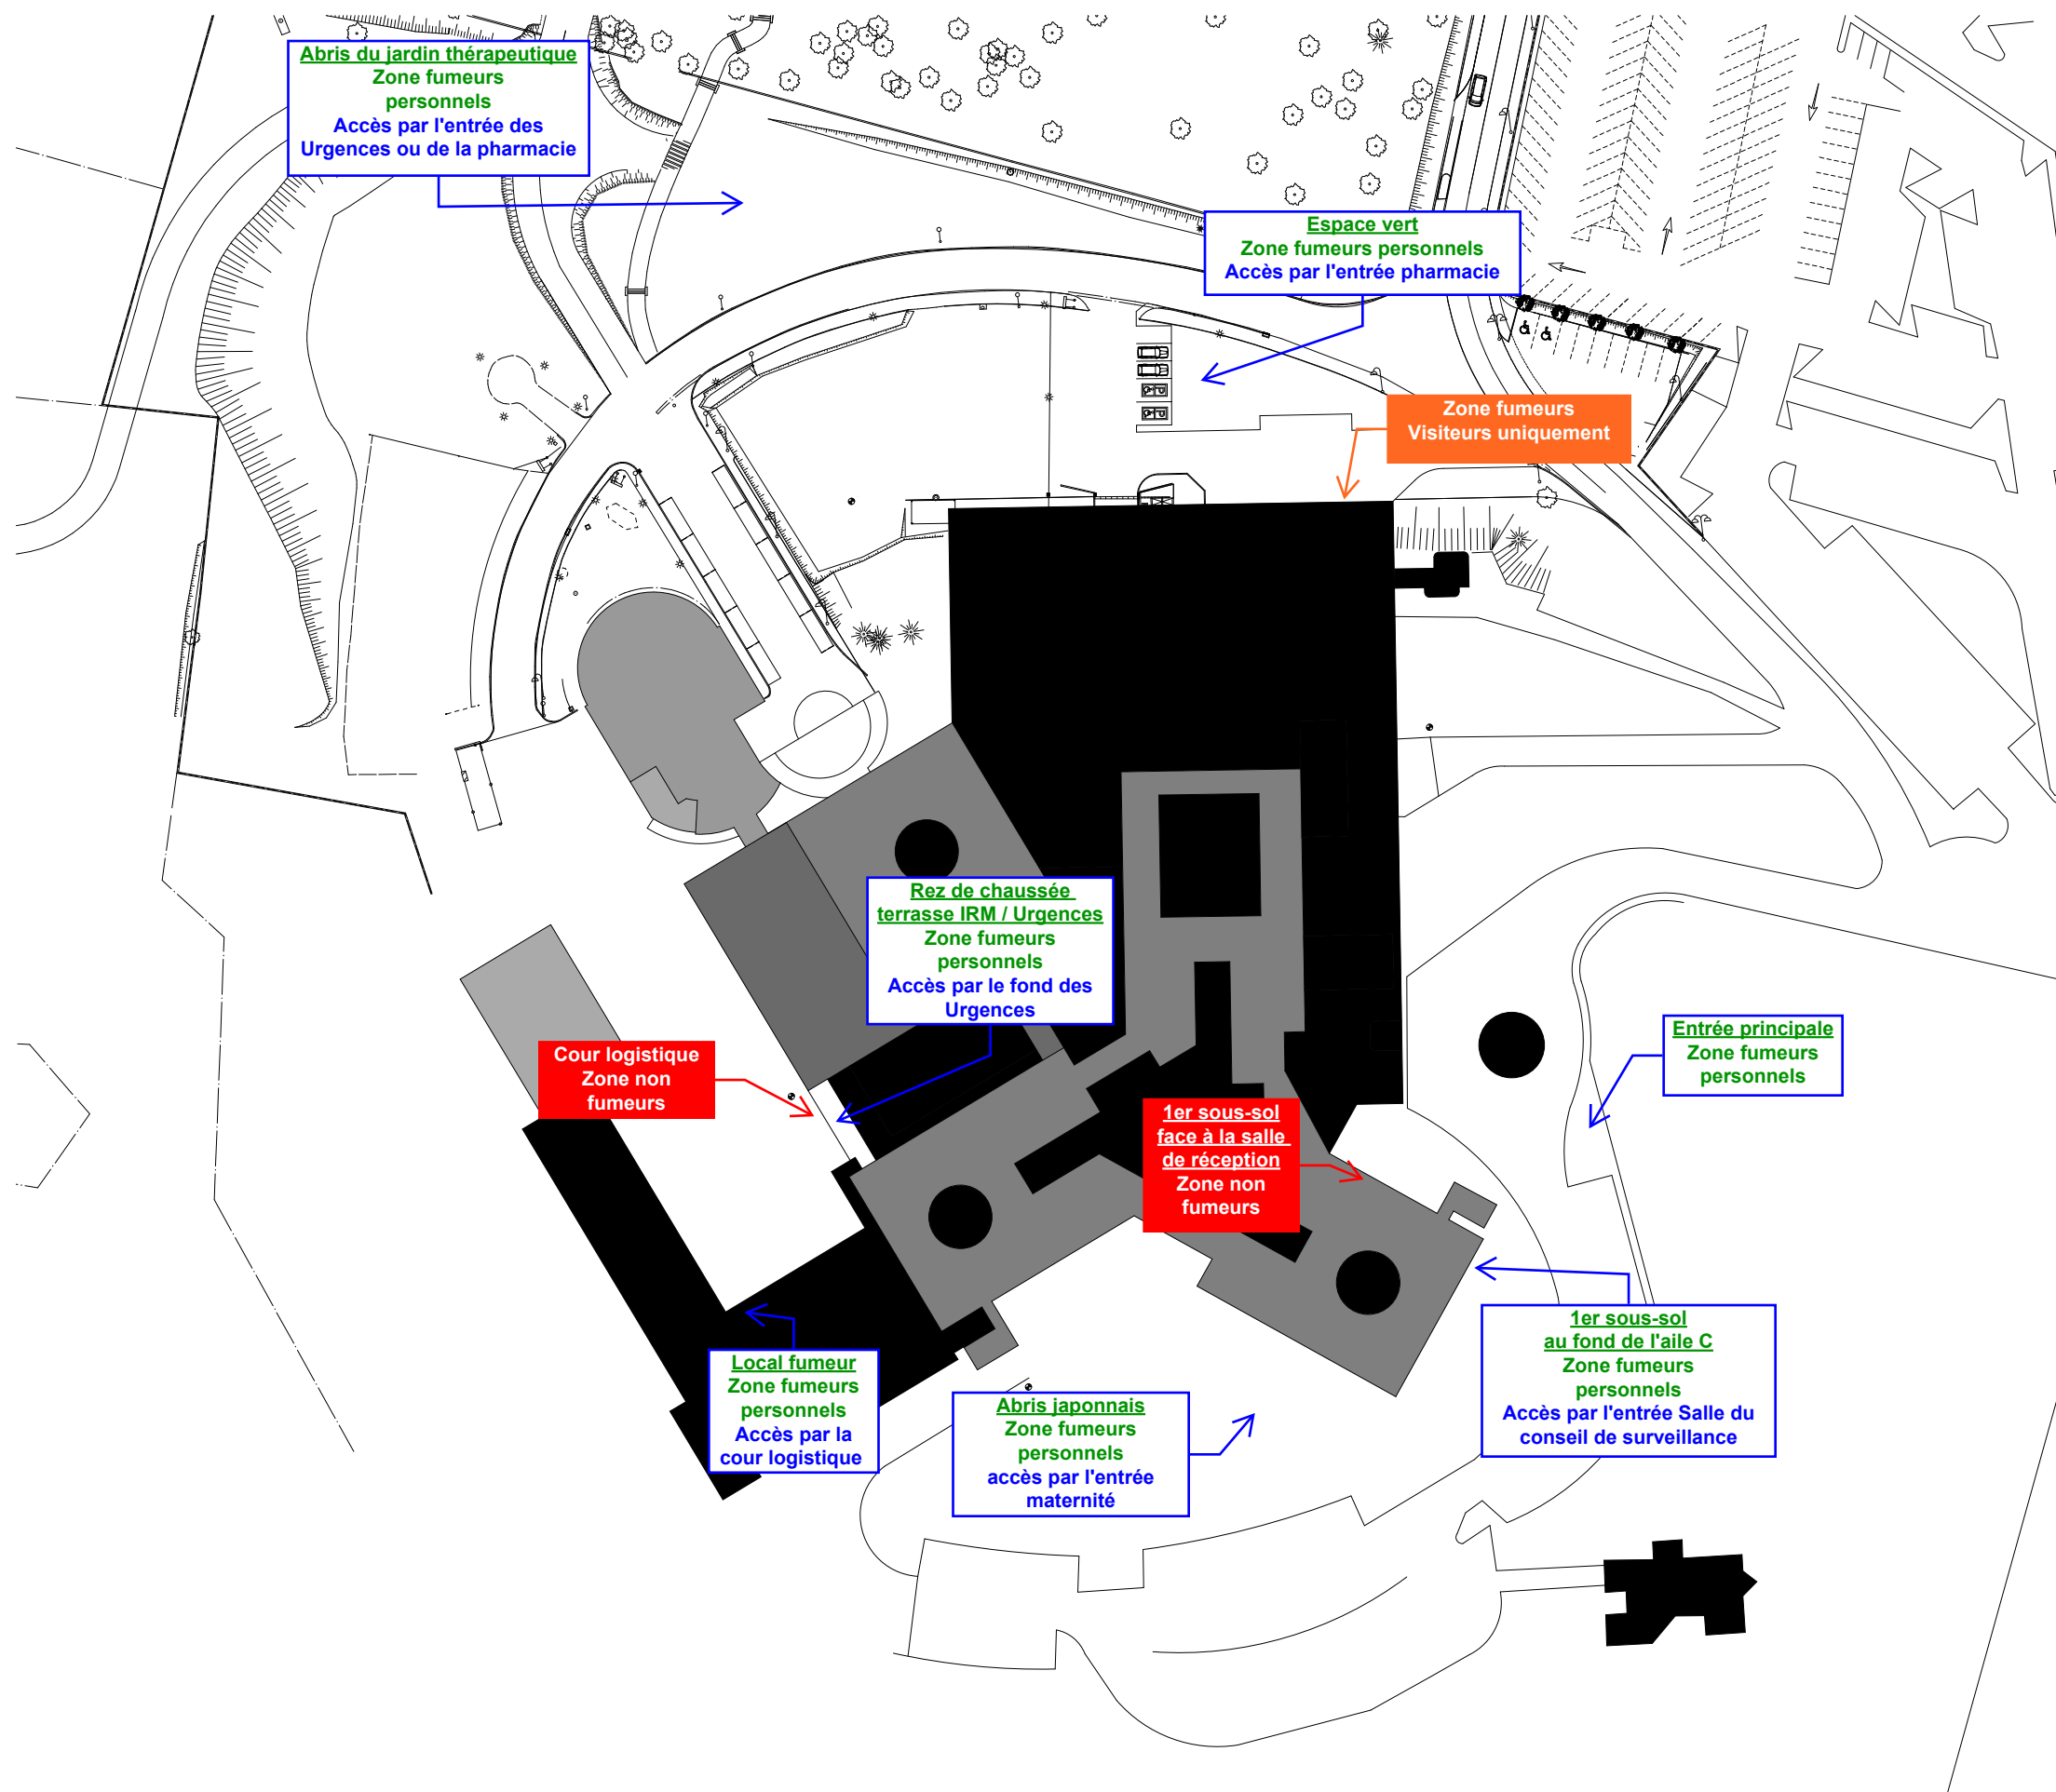 Abris du jardin thérapeutique
Zone fumeurs
personnels
Accès par l'entrée des
Urgences ou de la pharmacie
Espace vert
Zone fumeurs personnels
Accès par l'entrée pharmacie
Zone fumeurs
Visiteurs uniquement
Rez de chaussée
terrasse IRM / Urgences
Zone fumeurs
personnels
Accès par le fond des
Urgences
Cour logistique
Zone non
fumeurs
Entrée principale
Zone fumeurs
personnels
1er sous-sol
face à la salle
de réception
Zone non
fumeurs
1er sous-sol
au fond de l'aile C
Zone fumeurs
personnels
Accès par l'entrée Salle du
conseil de surveillance
Local fumeur
Zone fumeurs
personnels
Accès par la
cour logistique
Abris japonnais
Zone fumeurs
personnels
accès par l'entrée
maternité